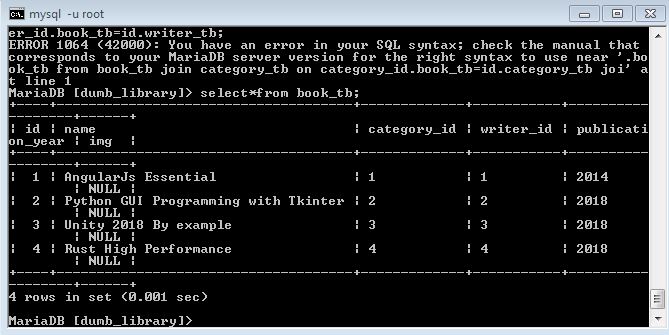 mysql -u root
er_id.book_tb=id.writer_tb;
ERROR 1064 (42000): You have an error in your SQL syntax; check the manual that
corresponds to your MariaDB server version for the right syntax to use near '.bo
ok_tb from book_tb join category_tb on category_id.book_tb=id.category_tb joi' a
t line 1
MariaDB [dumb_library]> select*from book_tb;
+----+-----------------------------------+-------------+-----------+------------
---------+------+
| id | name                              | category_id | writer_id | publicati
on_year | img  |
+----+-----------------------------------+-------------+-----------+------------
---------+------+
|  1 | AngularJs Essential               | 1           | 1         | 2014
        | NULL |
|  2 | Python GUI Programming with Tkinter | 2           | 2         | 2018
        | NULL |
|  3 | Unity 2018 By example             | 3           | 3         | 2018
        | NULL |
|  4 | Rust High Performance             | 4           | 4         | 2018
        | NULL |
+----+-----------------------------------+-------------+-----------+------------
---------+------+
4 rows in set (0.001 sec)
MariaDB [dumb_library]>